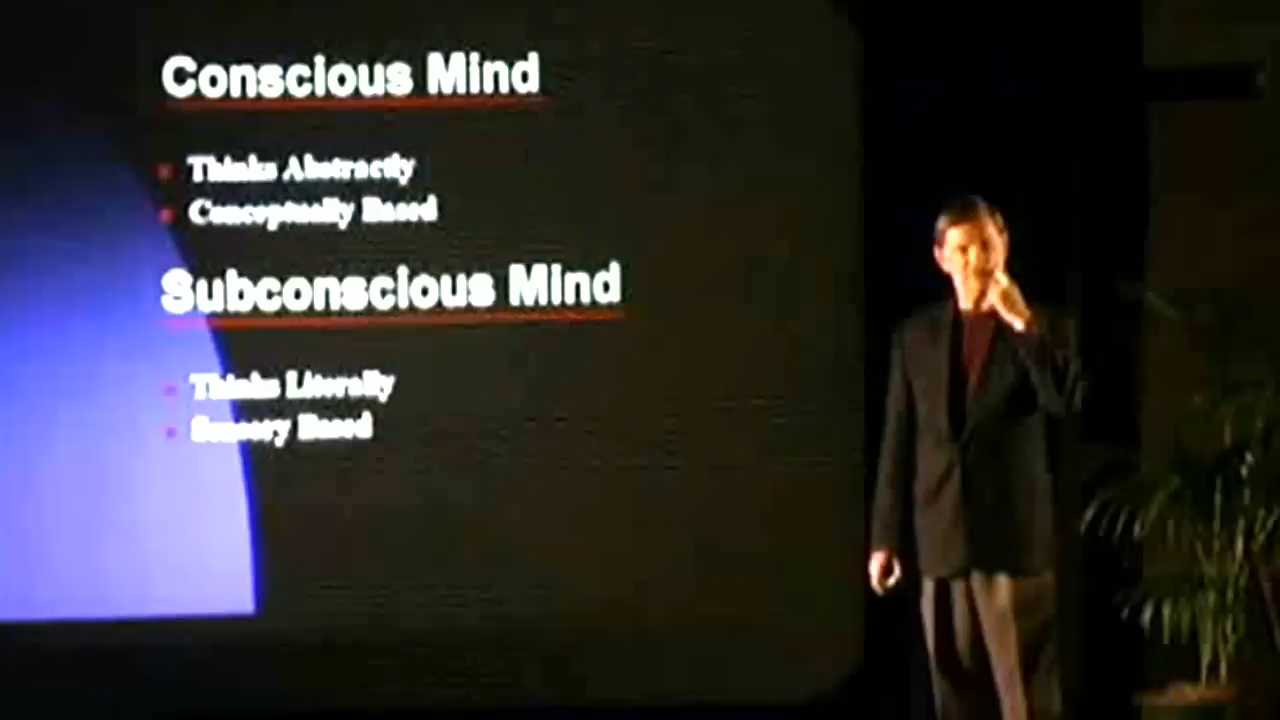 Conscious Mind
Thinks Abstractly
Conceptually Based
Subconscious Mind
Thinks Literally
Sensory Based